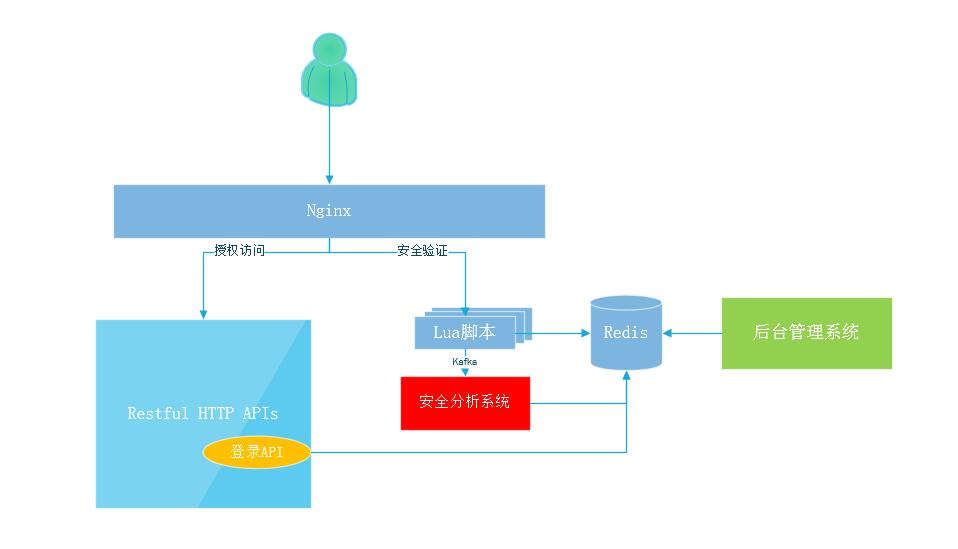 Nginx
授权访问
安全验证
Lua脚本
Redis
后台管理系统
Kafka
安全分析系统
Restful HTTP APIs
登录API